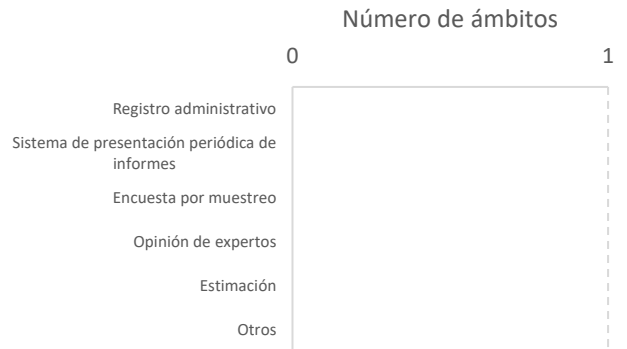 Número de ámbitos
0 1
Registro administrativo
Sistema de presentación periódica de
informes
Encuesta por muestreo
Opinión de expertos
Estimación
Otros